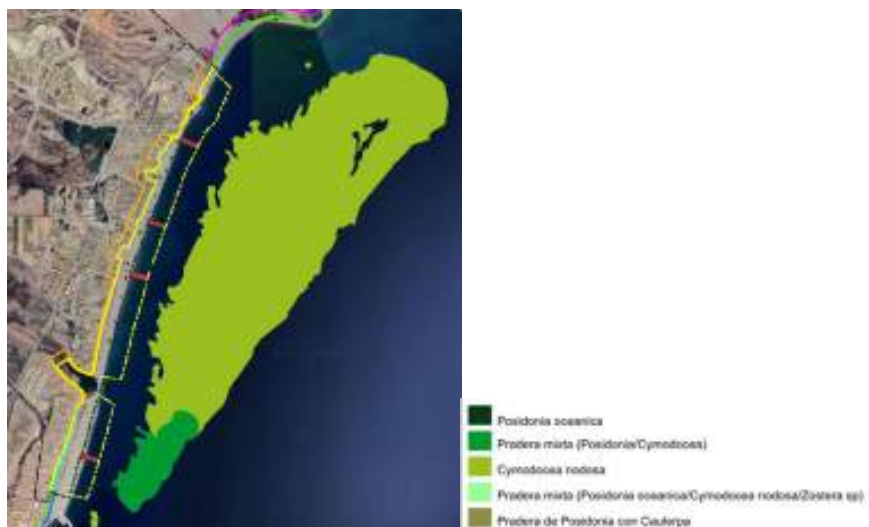 Posidonia oceanica
Pradera mixta (Posidonia/Cymodocea)
Cymodocea nodosa
Pradera mixta (Posidonia oceanica/Cymodocea nodosa/Zostera sp)
Pradera de Posidonia con Caulerpa